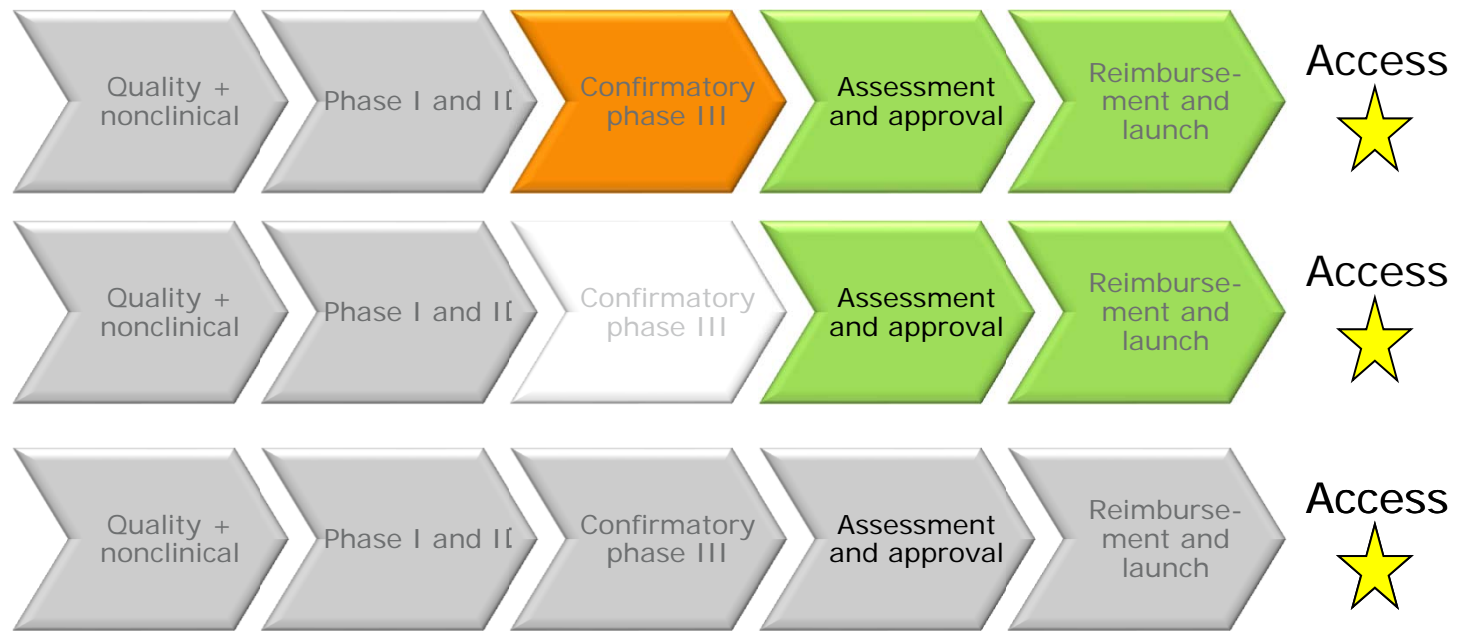 Quality +
nonclinical
Phase I and II
Confirmatory
phase III
Assessment
and approval
Reimburse-
ment and
launch
Access
Quality +
nonclinical
Phase I and II
Confirmatory
phase III
Assessment
and approval
Reimburse-
ment and
launch
Access
Quality +
nonclinical
Phase I and II
Confirmatory
phase III
Assessment
and approval
Reimburse-
ment and
launch
Access